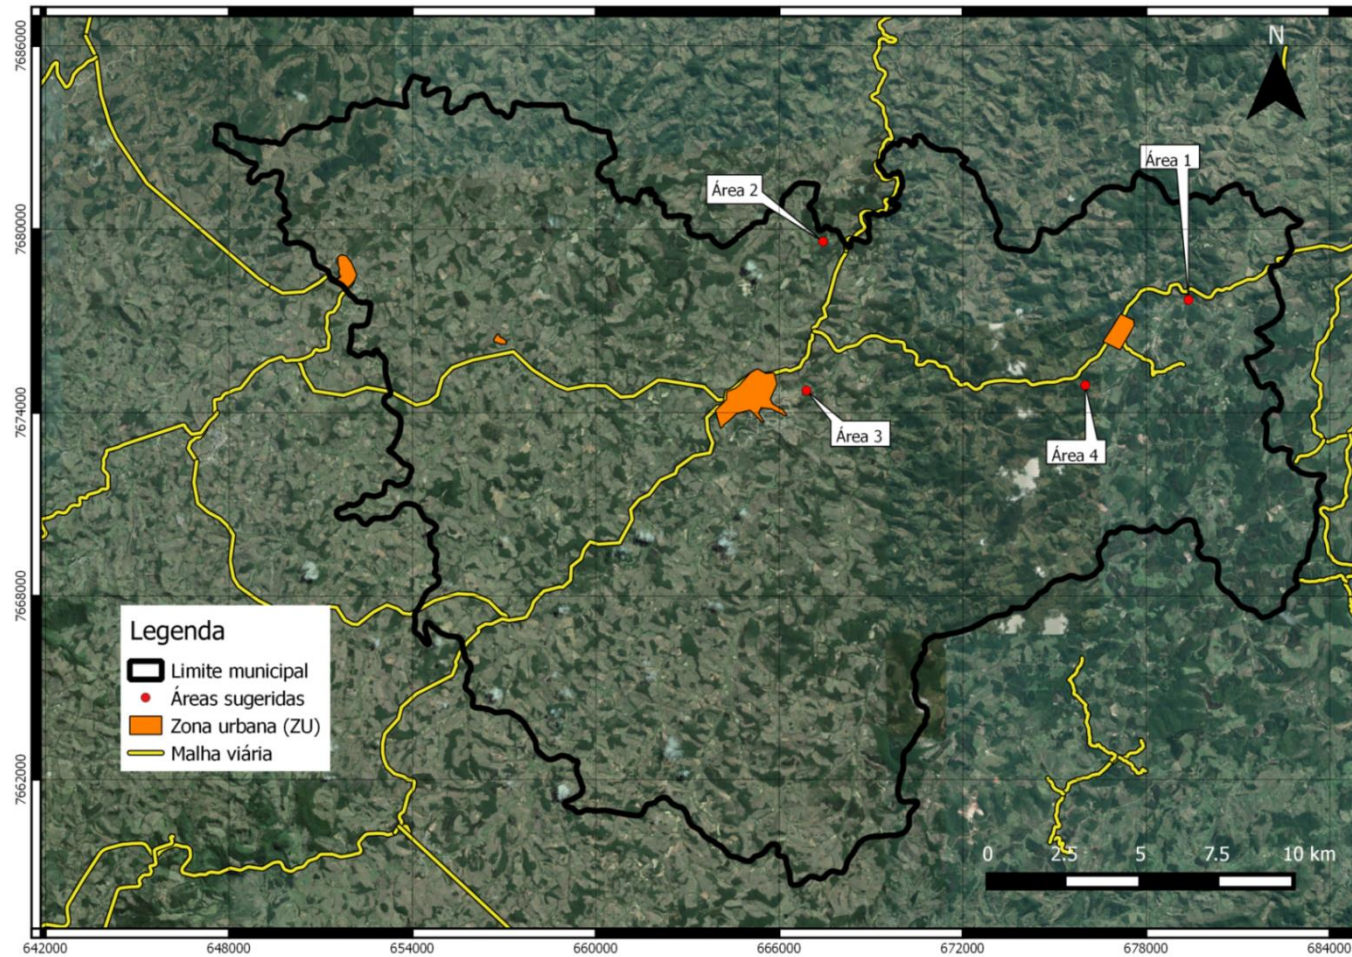 N
Área 1
Área 2
Área 3
Área 4
7686000
7680000
7674000
7668000
7662000
Legenda
Limite municipal
Áreas sugeridas
Zona urbana (ZU)
Malha viária
0 2.5 5 7.5 10 km
642000 648000 654000 660000 666000 672000 678000 684000